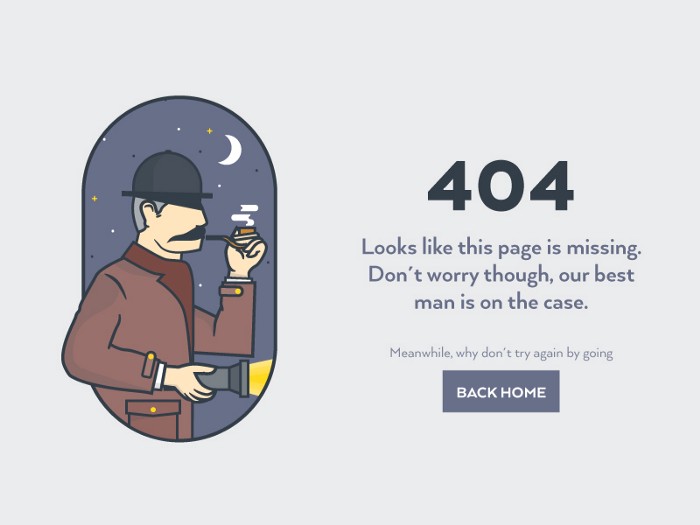 404
Looks like this page is missing.
Don't worry though, our best
man is on the case.
Meanwhile, why don't try again by going
BACK HOME